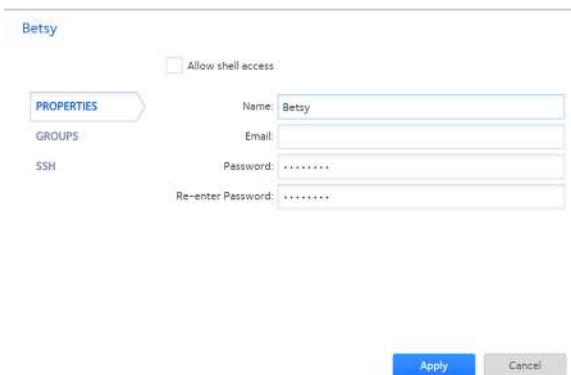 Betsy
Allow shell access
PROPERTIES
GROUPS
SSH
Name: Betsy
Email:
Password: ········
Re-enter Password: ········
Apply
Cancel